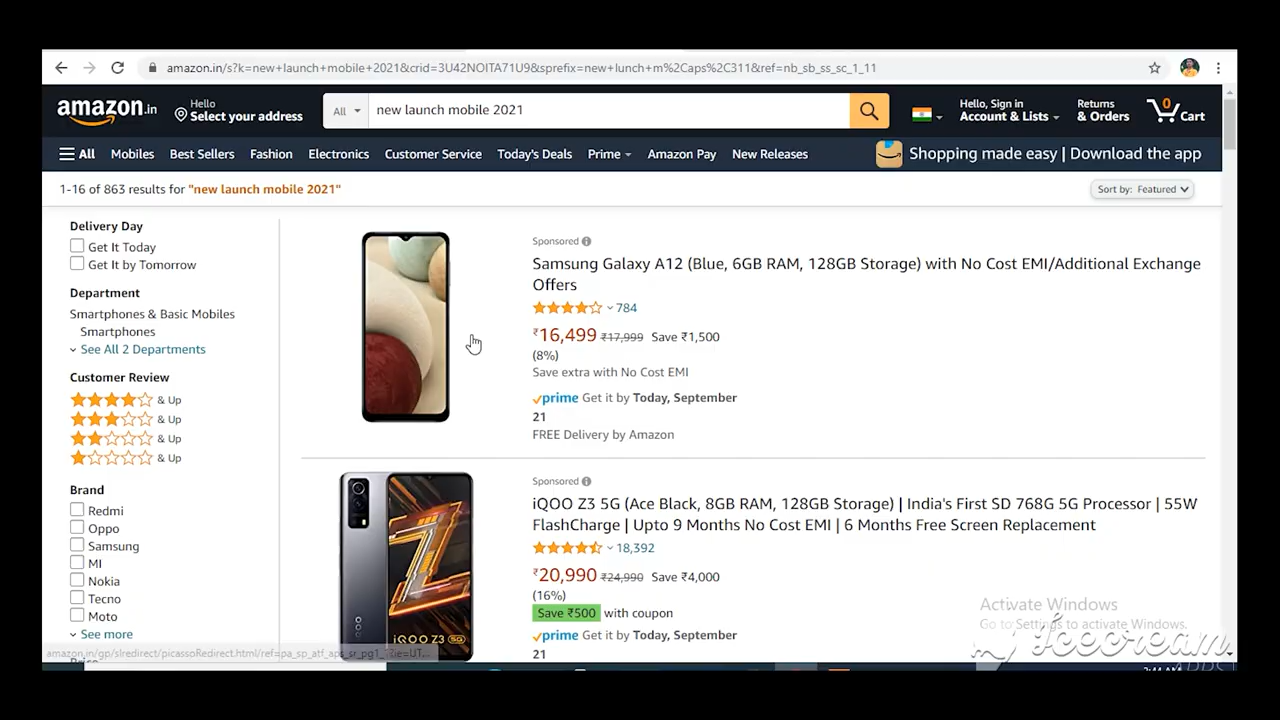 amazon.in/s?k=new+launch+mobile+2021&crid=3U42NOITA71U9&sprefix=new+lunch+m%2Caps%2C311&ref=nb_sb_ss_sc_1_11
amazon.in
Hello
Select your address
All
new launch mobile 2021
Hello, Sign in
Account & Lists
Returns
& Orders
0
Cart
All
Mobiles
Best Sellers
Fashion
Electronics
Customer Service
Today's Deals
Prime
Amazon Pay
New Releases
Shopping made easy | Download the app
1-16 of 863 results for "new launch mobile 2021"
Sort by: Featured
Delivery Day
Get It Today
Get It by Tomorrow
Department
Smartphones & Basic Mobiles
Smartphones
See All 2 Departments
Customer Review
& Up
& Up
& Up
& Up
Brand
Redmi
Oppo
Samsung
MI
Nokia
Tecno
Moto
See more
Sponsored
Samsung Galaxy A12 (Blue, 6GB RAM, 128GB Storage) with No Cost EMI/Additional Exchange
Offers
784
₹16,499 ₹17,999 Save ₹1,500
(8%)
Save extra with No Cost EMI
prime Get it by Today, September
21
FREE Delivery by Amazon
Sponsored
iQOO Z3 5G (Ace Black, 8GB RAM, 128GB Storage) | India's First SD 768G 5G Processor | 55W
FlashCharge | Upto 9 Months No Cost EMI | 6 Months Free Screen Replacement
18,392
₹20,990 ₹24,990 Save ₹4,000
(16%)
Save ₹500 with coupon
prime Get it by Today, September
21
iQOO Z3 5G
Activate Windows
Go to Settings to activate Windows.
Icecream
APPS